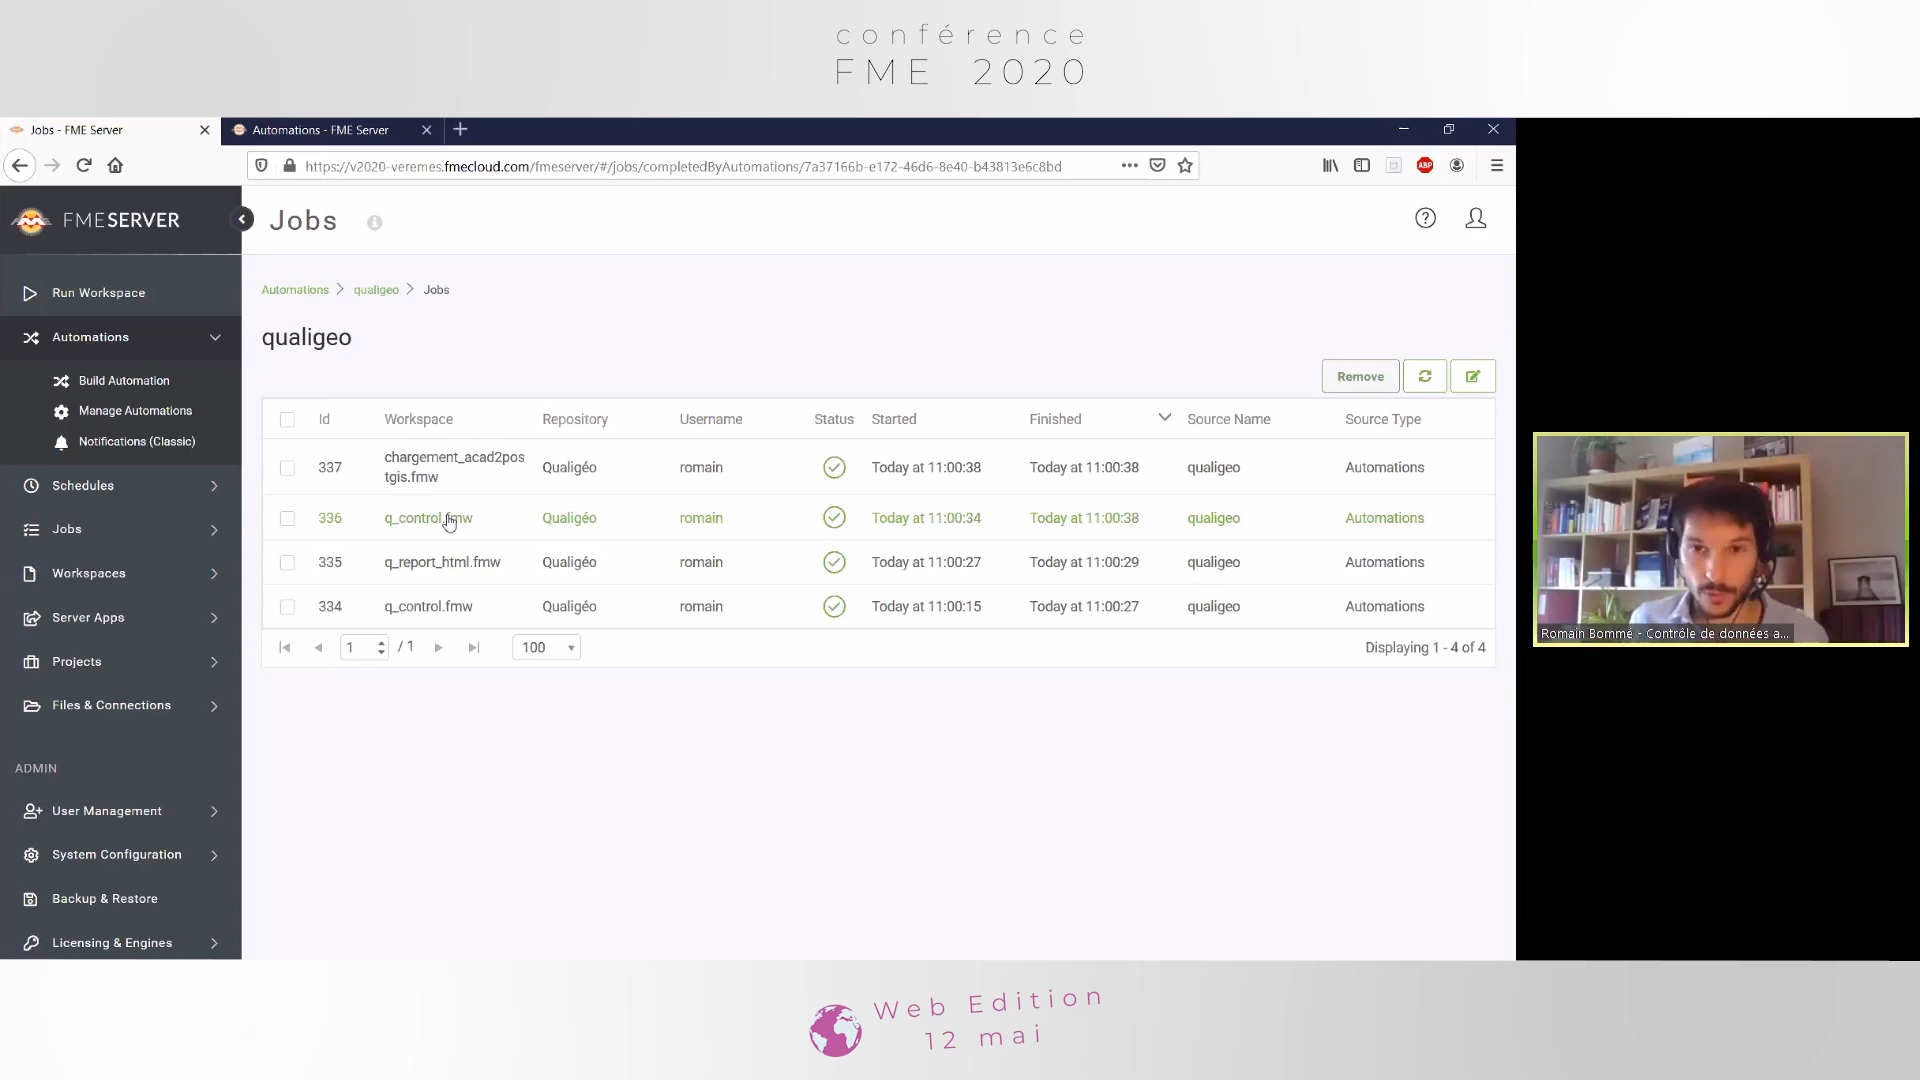 conférence
FME 2020
Jobs - FME Server
Automations - FME Server
https://v2020-veremes.fmecloud.com/fmeserver/#/jobs/completedByAutomations/7a37166b-e172-46d6-8e40-b43813e6c8bd
ABP
FMESERVER
Jobs
Run Workspace
Automations
Build Automation
Manage Automations
Notifications (Classic)
Schedules
Jobs
Workspaces
Server Apps
Projects
Files & Connections
ADMIN
User Management
System Configuration
Backup & Restore
Licensing & Engines
Automations > qualigeo > Jobs
qualigeo
Remove
Id Workspace Repository Username Status Started Finished Source Name Source Type
337 chargement_acad2pos Qualigéo romain Today at 11:00:38 Today at 11:00:38 qualigeo Automations
tgis.fmw
336 q_control.fmw Qualigéo romain Today at 11:00:34 Today at 11:00:38 qualigeo Automations
335 q_report_html.fmw Qualigéo romain Today at 11:00:27 Today at 11:00:29 qualigeo Automations
334 q_control.fmw Qualigéo romain Today at 11:00:15 Today at 11:00:27 qualigeo Automations
1 / 1 100 Displaying 1 - 4 of 4
Romain Bommé - Contrôle de données a...
Web Edition
12 mai